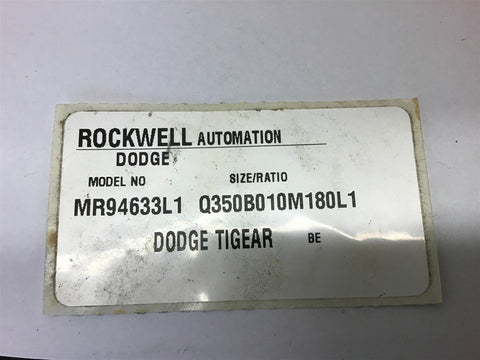 ROCKWELL AUTOMATION
DODGE
MODEL NO SIZE/RATIO
MR94633L1 Q350B010M180L1
DODGE TIGEAR BE